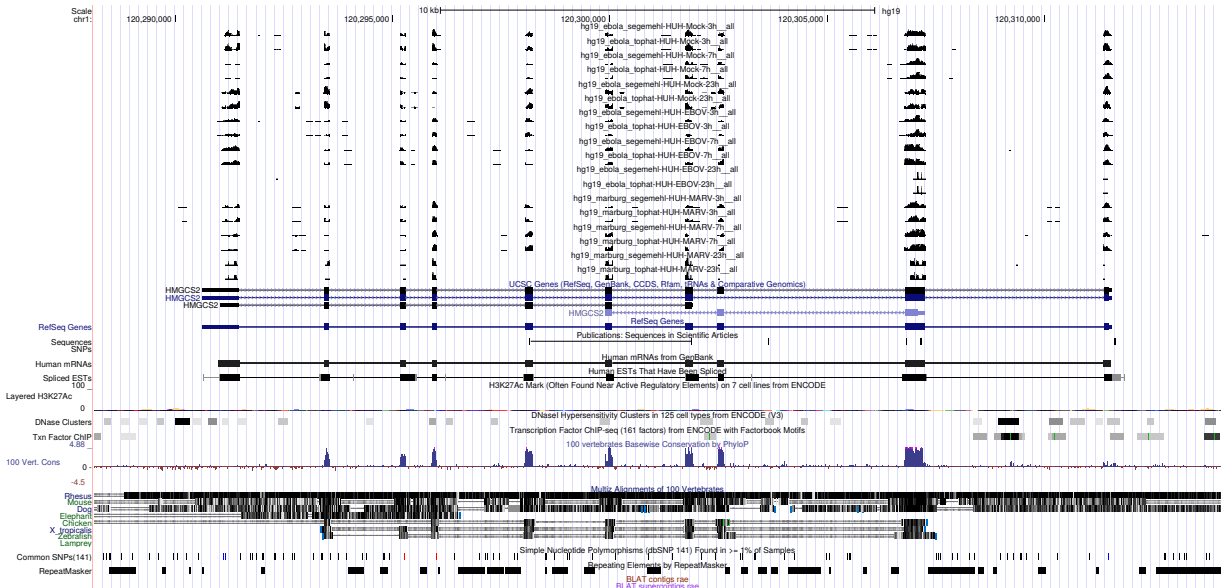 Scale 10 kb hg19
chr1: 120,290,000 120,295,000 120,300,000 120,305,000 120,310,000
hg19_ebola_segemehl-HUH-Mock-3h__all
hg19_ebola_tophat-HUH-Mock-3h__all
hg19_ebola_segemehl-HUH-Mock-7h__all
hg19_ebola_tophat-HUH-Mock-7h__all
hg19_ebola_segemehl-HUH-Mock-23h__all
hg19_ebola_tophat-HUH-Mock-23h__all
hg19_ebola_segemehl-HUH-EBOV-3h__all
hg19_ebola_tophat-HUH-EBOV-3h__all
hg19_ebola_segemehl-HUH-EBOV-7h__all
hg19_ebola_tophat-HUH-EBOV-7h__all
hg19_ebola_segemehl-HUH-EBOV-23h__all
hg19_ebola_tophat-HUH-EBOV-23h__all
hg19_marburg_segemehl-HUH-MARV-3h__all
hg19_marburg_tophat-HUH-MARV-3h__all
hg19_marburg_segemehl-HUH-MARV-7h__all
hg19_marburg_tophat-HUH-MARV-7h__all
hg19_marburg_segemehl-HUH-MARV-23h__all
hg19_marburg_tophat-HUH-MARV-23h__all
UCSC Genes (RefSeq, GenBank, CCDS, Rfam, tRNAs & Comparative Genomics)
HMGCS2
HMGCS2
HMGCS2
HMGCS2
RefSeq Genes
RefSeq Genes
Publications: Sequences in Scientific Articles
Sequences
SNPs
Human mRNAs from GenBank
Human mRNAs
Human ESTs That Have Been Spliced
Spliced ESTs
H3K27Ac Mark (Often Found Near Active Regulatory Elements) on 7 cell lines from ENCODE
100
Layered H3K27Ac
0
DNaseI Hypersensitivity Clusters in 125 cell types from ENCODE (V3)
DNase Clusters
Transcription Factor ChIP-seq (161 factors) from ENCODE with Factorbook Motifs
Txn Factor ChIP
100 vertebrates Basewise Conservation by PhyloP
4.88
100 Vert. Cons
0
-4.5
Multiz Alignments of 100 Vertebrates
Rhesus
Mouse
Dog
Elephant
Chicken
X_tropicalis
Zebrafish
Lamprey
Simple Nucleotide Polymorphisms (dbSNP 141) Found in >= 1% of Samples
Common SNPs(141)
Repeating Elements by RepeatMasker
RepeatMasker
BLAT contigs rae
BLAT supercontigs rae